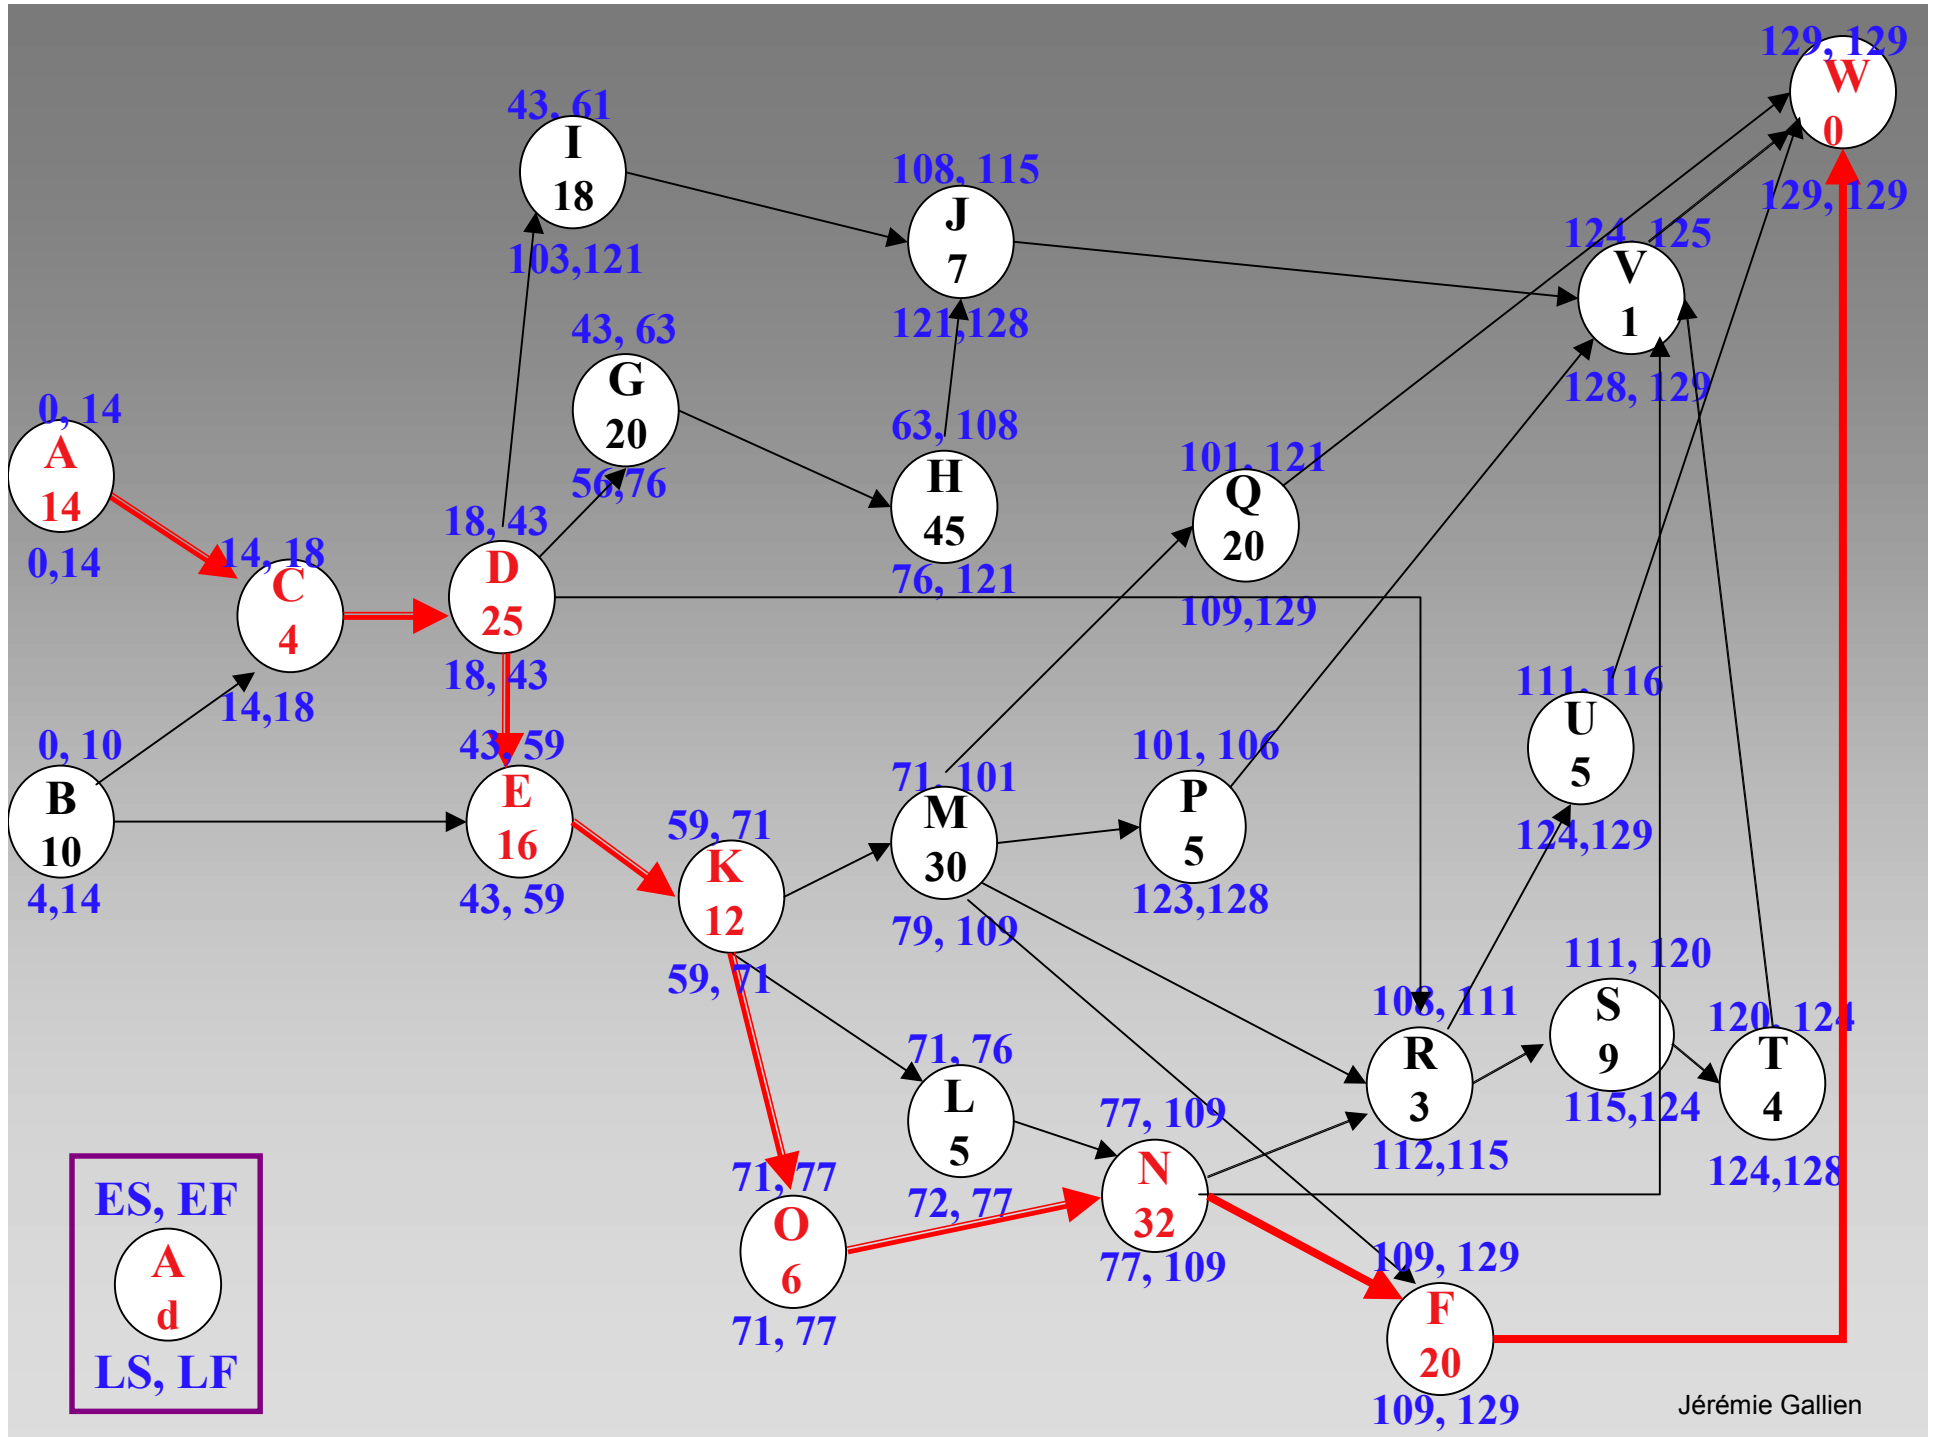 129, 129
W
0
129, 129
43, 61
I
18
103,121
108, 115
J
7
121,128
124, 125
V
1
128, 129
43, 63
G
20
56,76
0, 14
A
14
0,14
63, 108
H
45
76, 121
101, 121
Q
20
109,129
18, 43
D
25
18, 43
14, 18
C
4
14,18
0, 10
B
10
4,14
43, 59
E
16
43, 59
59, 71
K
12
59, 71
71, 101
M
30
79, 109
101, 106
P
5
123,128
111, 116
U
5
124,129
111, 120
S
9
115,124
108, 111
R
3
112,115
120, 124
T
4
124,128
71, 76
L
5
72, 77
77, 109
N
32
77, 109
71, 77
O
6
71, 77
109, 129
F
20
109, 129
ES, EF
A
d
LS, LF
Jérémie Gallien